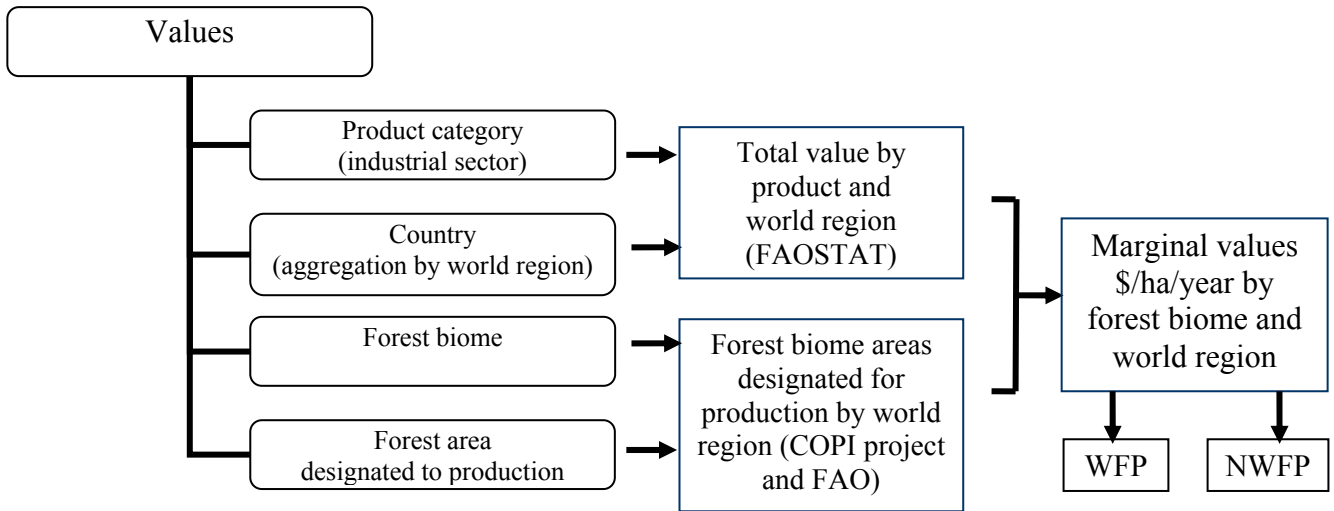 Values
Product category
(industrial sector)
Country
(aggregation by world region)
Forest biome
Forest area
designated to production
Total value by
product and
world region
(FAOSTAT)
Forest biome areas
designated for
production by world
region (COPI project
and FAO)
Marginal values
$/ha/year by
forest biome and
world region
WFP
NWFP